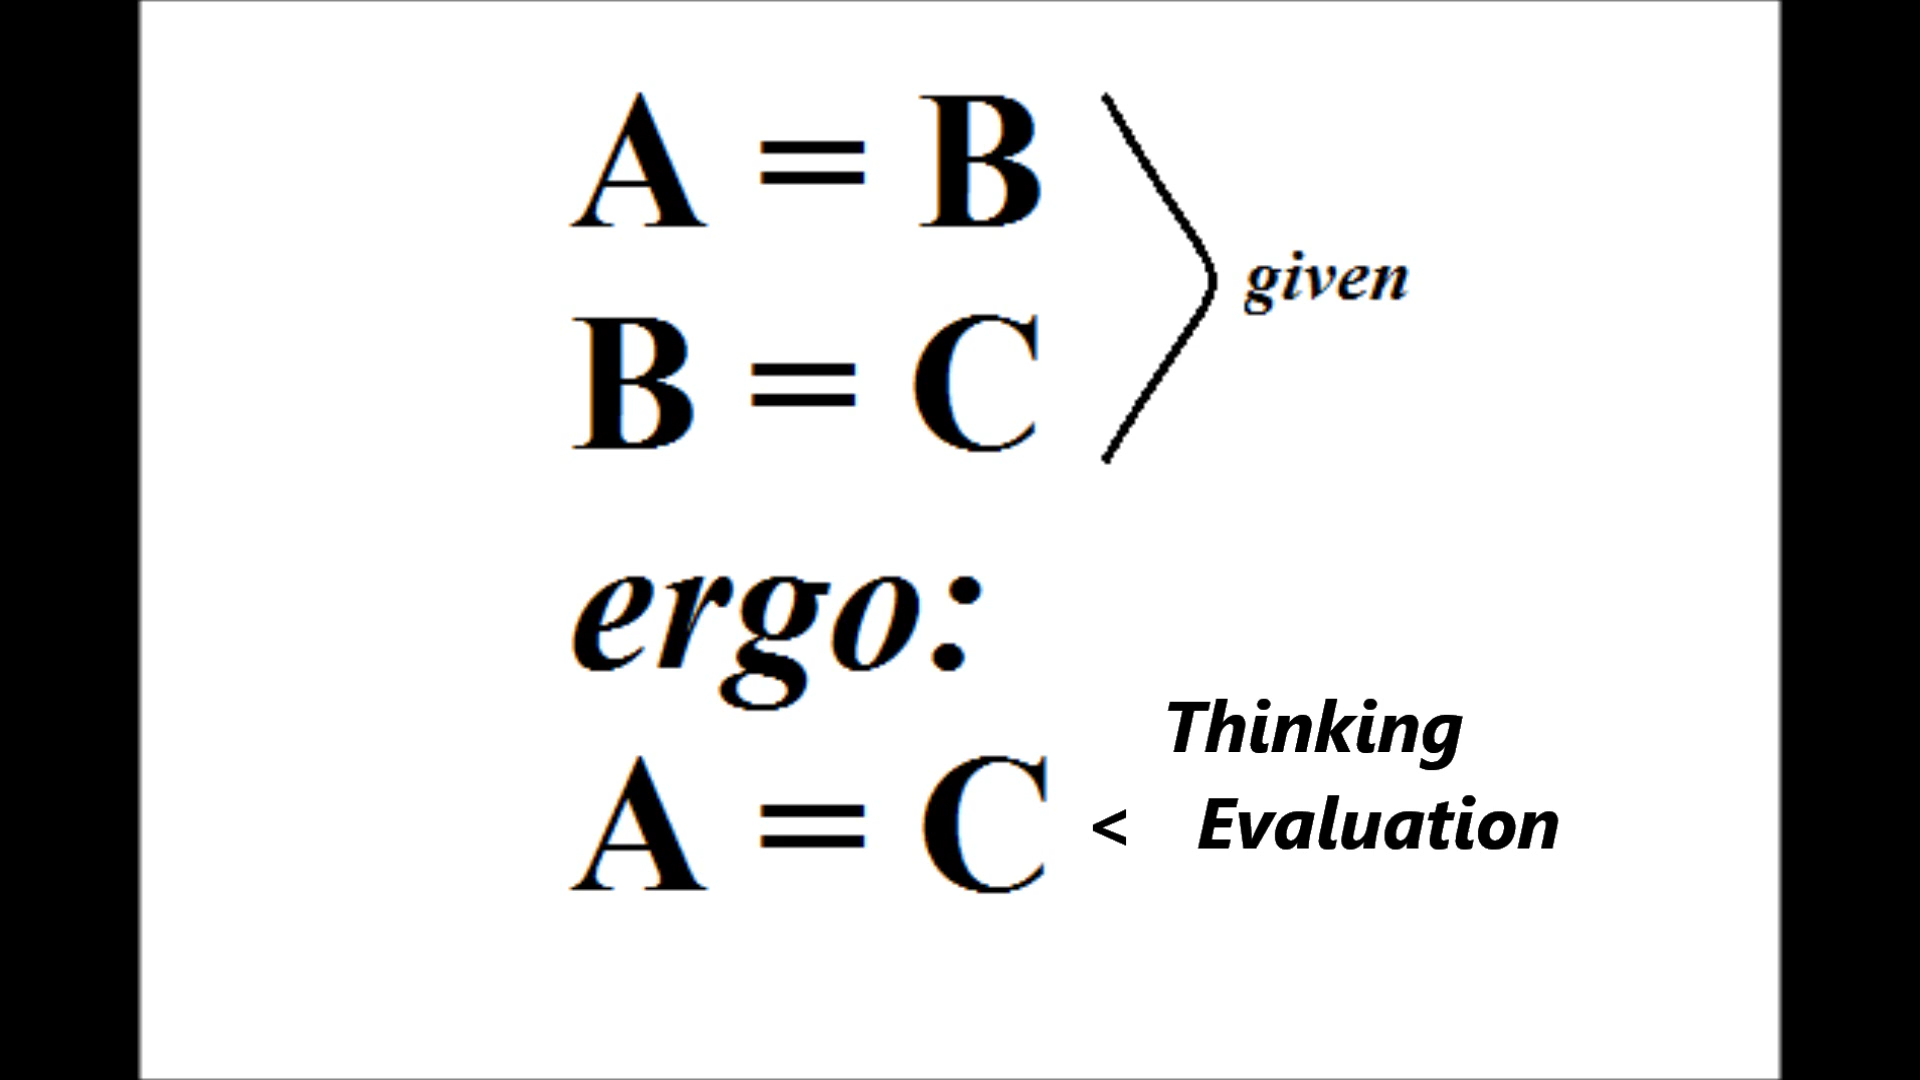 A = B
given
B = C
ergo:
Thinking
A = C < Evaluation